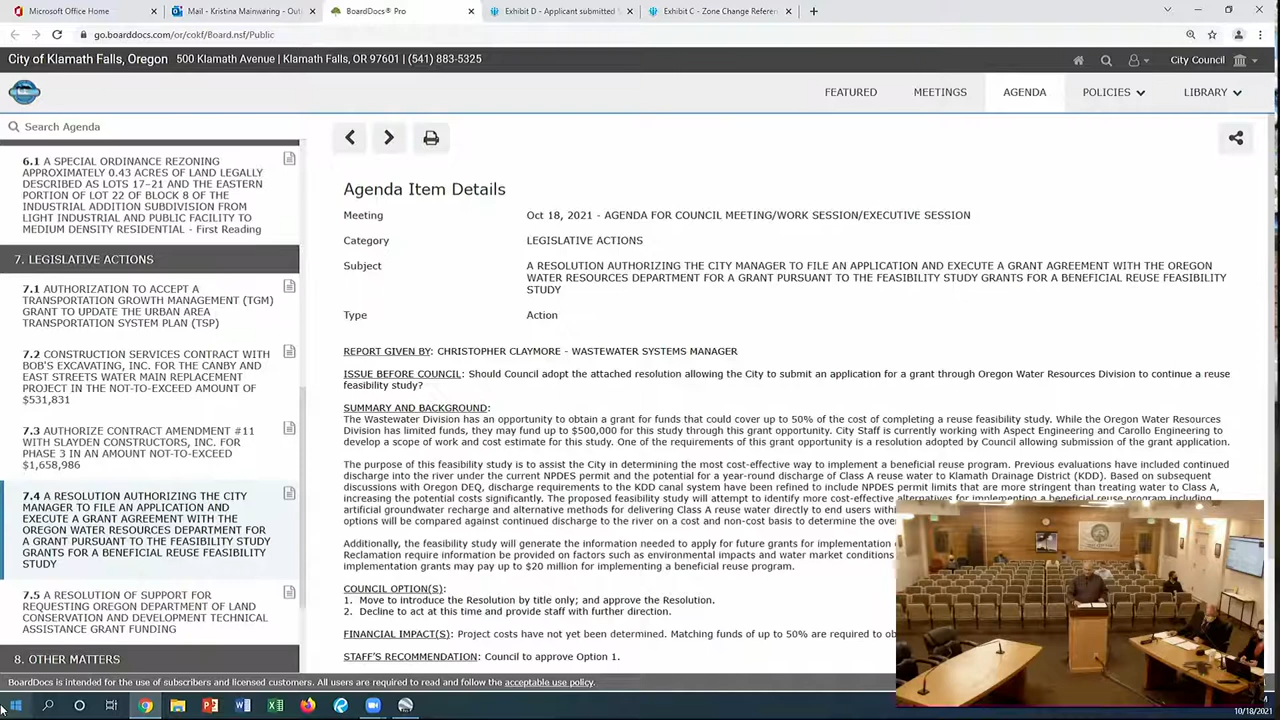 Microsoft Office Home
Mail - Kristina Mainwaring - Out
BoardDocs® Pro
Exhibit D - Applicant submitted
Exhibit C - Zone Change Refere
go.boarddocs.com/or/cokf/Board.nsf/Public
City of Klamath Falls, Oregon 500 Klamath Avenue | Klamath Falls, OR 97601 | (541) 883-5325
City Council
FEATURED
MEETINGS
AGENDA
POLICIES
LIBRARY
Search Agenda
6.1 A SPECIAL ORDINANCE REZONING
APPROXIMATELY 0.43 ACRES OF LAND LEGALLY
DESCRIBED AS LOTS 17-21 AND THE EASTERN
PORTION OF LOT 22 OF BLOCK 8 OF THE
INDUSTRIAL ADDITION SUBDIVISION FROM
LIGHT INDUSTRIAL AND PUBLIC FACILITY TO
MEDIUM DENSITY RESIDENTIAL - First Reading
7. LEGISLATIVE ACTIONS
7.1 AUTHORIZATION TO ACCEPT A
TRANSPORTATION GROWTH MANAGEMENT (TGM)
GRANT TO UPDATE THE URBAN AREA
TRANSPORTATION SYSTEM PLAN (TSP)
7.2 CONSTRUCTION SERVICES CONTRACT WITH
BOB'S EXCAVATING, INC. FOR THE CANBY AND
EAST STREETS WATER MAIN REPLACEMENT
PROJECT IN THE NOT-TO-EXCEED AMOUNT OF
$531,831
7.3 AUTHORIZE CONTRACT AMENDMENT #11
WITH SLAYDEN CONSTRUCTORS, INC. FOR
PHASE 3 IN AN AMOUNT NOT-TO-EXCEED
$1,658,986
7.4 A RESOLUTION AUTHORIZING THE CITY
MANAGER TO FILE AN APPLICATION AND
EXECUTE A GRANT AGREEMENT WITH THE
OREGON WATER RESOURCES DEPARTMENT FOR
A GRANT PURSUANT TO THE FEASIBILITY STUDY
GRANTS FOR A BENEFICIAL REUSE FEASIBILITY
STUDY
7.5 A RESOLUTION OF SUPPORT FOR
REQUESTING OREGON DEPARTMENT OF LAND
CONSERVATION AND DEVELOPMENT TECHNICAL
ASSISTANCE GRANT FUNDING
8. OTHER MATTERS
Agenda Item Details
Meeting Oct 18, 2021 - AGENDA FOR COUNCIL MEETING/WORK SESSION/EXECUTIVE SESSION
Category LEGISLATIVE ACTIONS
Subject A RESOLUTION AUTHORIZING THE CITY MANAGER TO FILE AN APPLICATION AND EXECUTE A GRANT AGREEMENT WITH THE OREGON
WATER RESOURCES DEPARTMENT FOR A GRANT PURSUANT TO THE FEASIBILITY STUDY GRANTS FOR A BENEFICIAL REUSE FEASIBILITY
STUDY
Type Action
REPORT GIVEN BY: CHRISTOPHER CLAYMORE - WASTEWATER SYSTEMS MANAGER
ISSUE BEFORE COUNCIL: Should Council adopt the attached resolution allowing the City to submit an application for a grant through Oregon Water Resources Division to continue a reuse
feasibility study?
SUMMARY AND BACKGROUND:
The Wastewater Division has an opportunity to obtain a grant for funds that could cover up to 50% of the cost of completing a reuse feasibility study. While the Oregon Water Resources
Division has limited funds, they may fund up to $500,000 for this study through this grant opportunity. City Staff is currently working with Aspect Engineering and Carollo Engineering to
develop a scope of work and cost estimate for this study. One of the requirements of this grant opportunity is a resolution adopted by Council allowing submission of the grant application.
The purpose of this feasibility study is to assist the City in determining the most cost-effective way to implement a beneficial reuse program. Previous evaluations have included continued
discharge into the river under the current NPDES permit and the potential for a year-round discharge of Class A reuse water to Klamath Drainage District (KDD). Based on subsequent
discussions with Oregon DEQ, discharge requirements to the KDD canal system have been refined to include NPDES permit limits that are more stringent than treating water to Class A,
increasing the potential costs significantly. The proposed feasibility study will attempt to identify more cost-effective alternatives for implementing a beneficial reuse program including
artificial groundwater recharge and alternative methods for delivering Class A reuse water directly to end users with
options will be compared against continued discharge to the river on a cost and non-cost basis to determine the
Additionally, the feasibility study will generate the information needed to apply for future grants for implementation
Reclamation require information be provided on factors such as environmental impacts and water market conditions
implementation grants may pay up to $20 million for implementing a beneficial reuse program.
COUNCIL OPTION(S):
1. Move to introduce the Resolution by title only; and approve the Resolution.
2. Decline to act at this time and provide staff with further direction.
FINANCIAL IMPACT(S): Project costs have not yet been determined. Matching funds of up to 50% are required to
STAFF'S RECOMMENDATION: Council to approve Option 1.
BoardDocs is intended for the use of subscribers and licensed customers. All users are required to read and follow the acceptable use policy.
10/18/2021